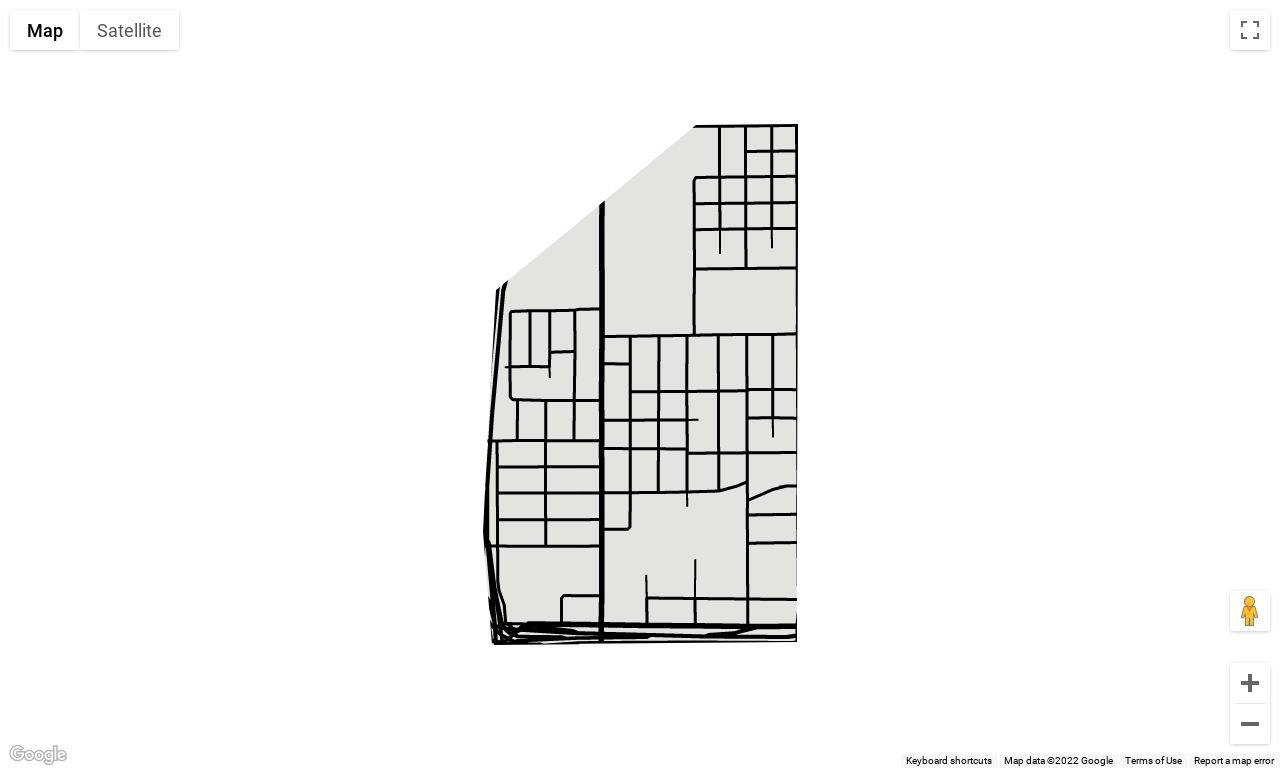 Map Satellite
Google
Keyboard shortcuts Map data ©2022 Google Terms of Use Report a map error